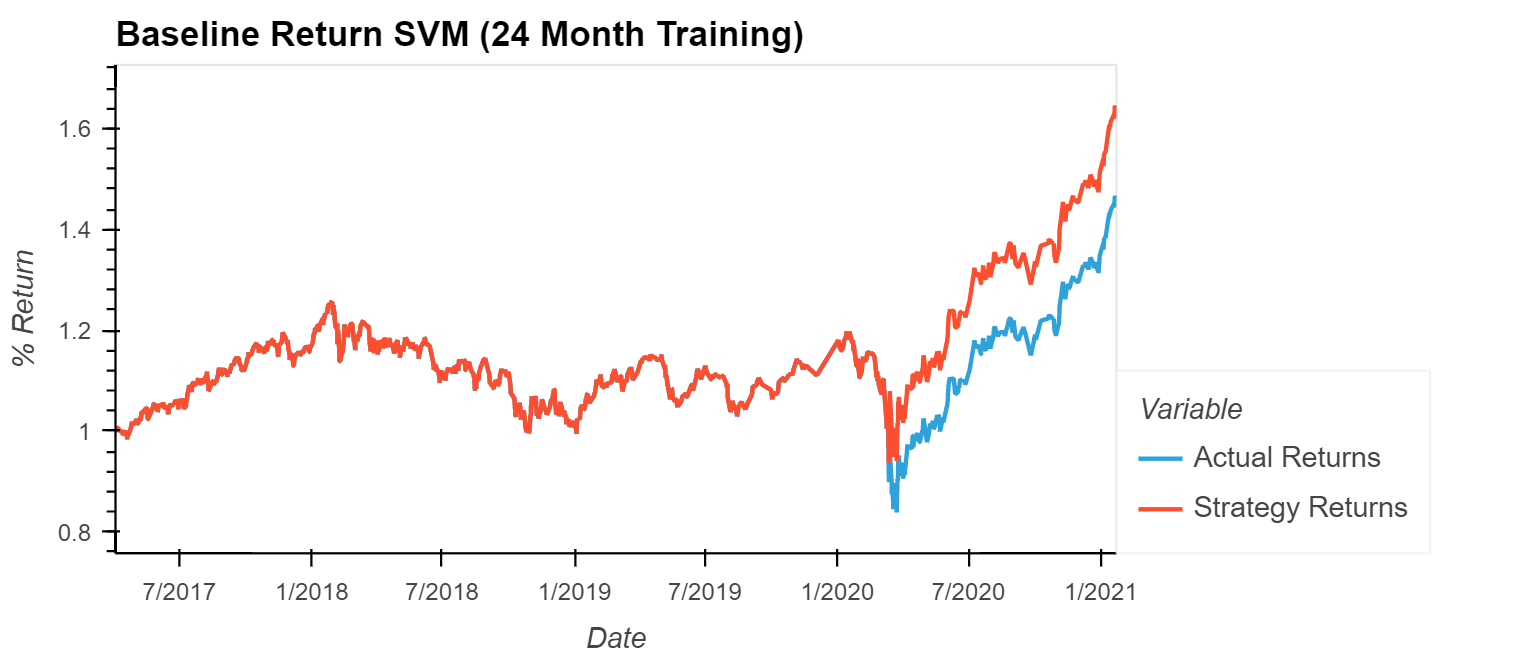 Baseline Return SVM (24 Month Training)
% Return
1.6
1.4
1.2
1
0.8
7/2017 1/2018 7/2018 1/2019 7/2019 1/2020 7/2020 1/2021
Date
Variable
Actual Returns
Strategy Returns